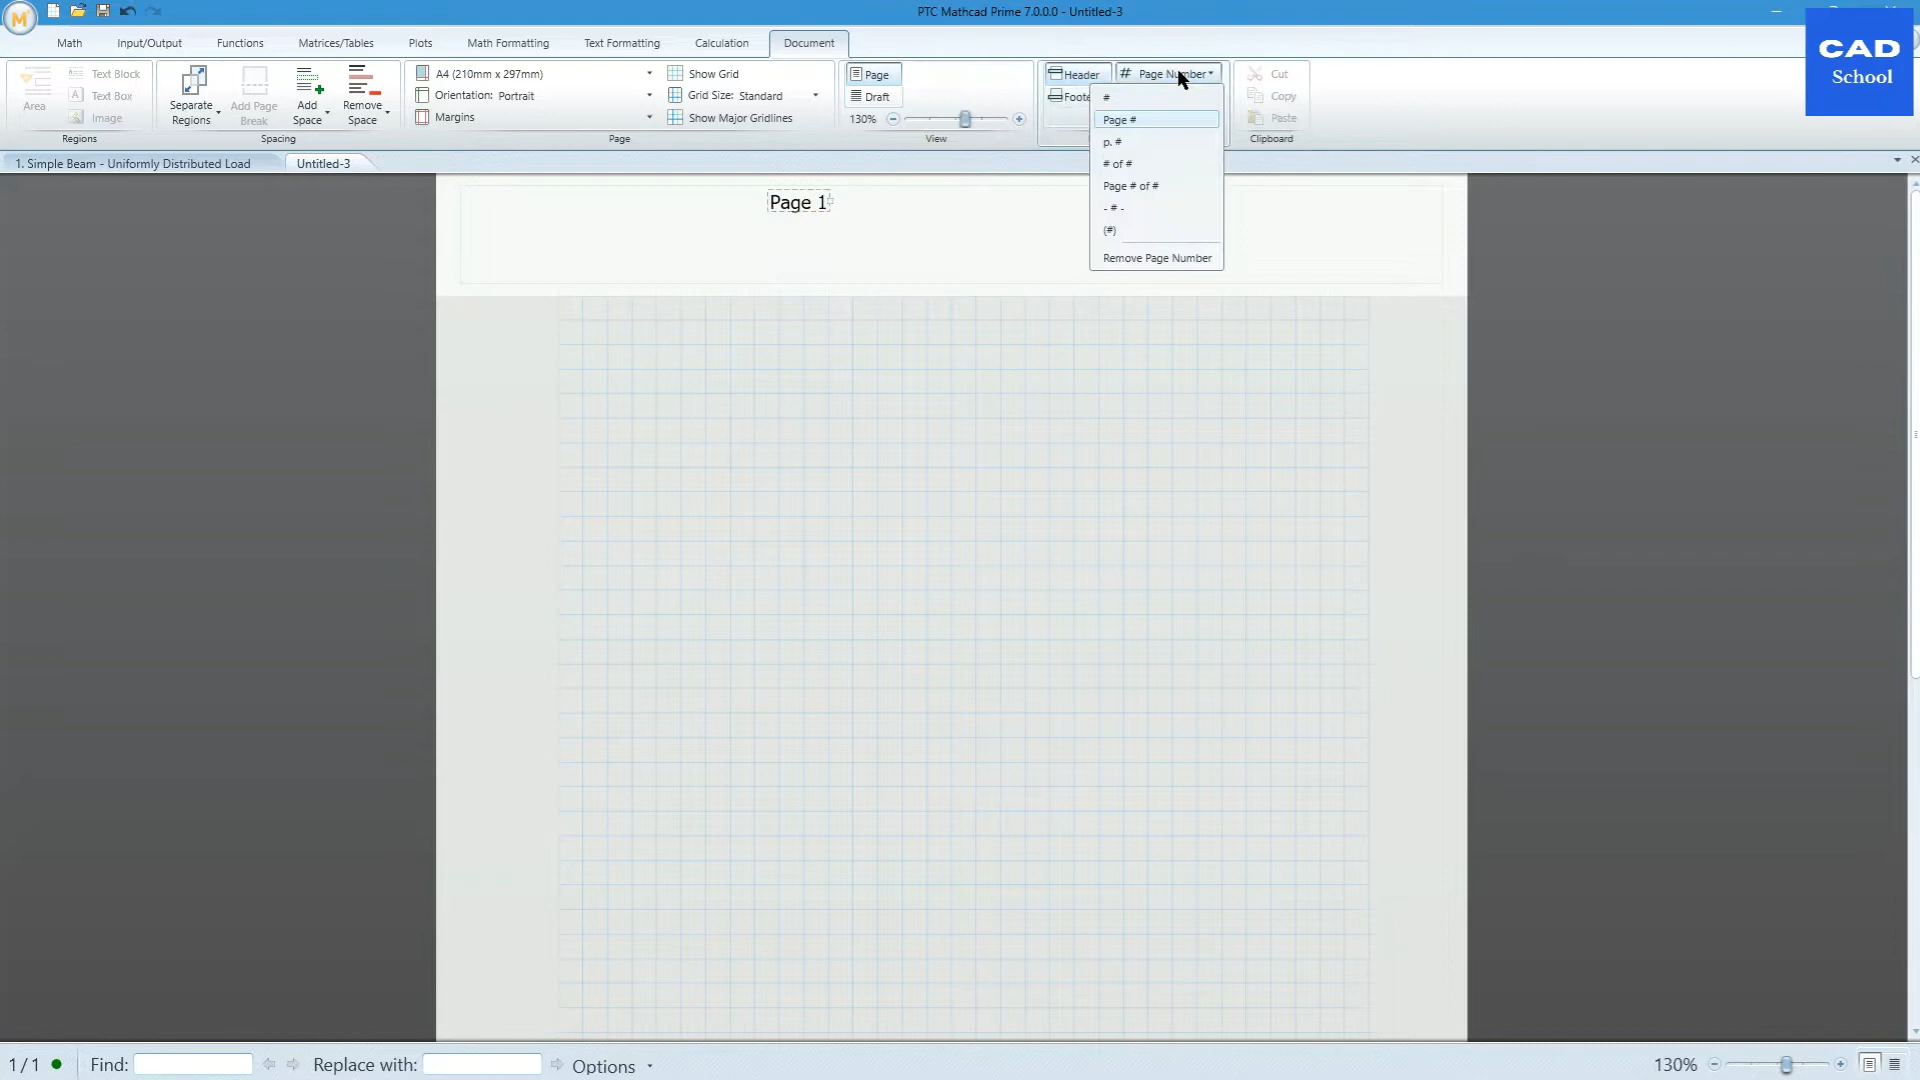 PTC Mathcad Prime 7.0.0.0 - Untitled-3
CAD
School
Math Input/Output Functions Matrices/Tables Plots Math Formatting Text Formatting Calculation Document
Area
Text Block
Text Box
Image
Regions
Separate Regions
Add Page Break
Add Space
Remove Space
Spacing
A4 (210mm x 297mm)
Orientation: Portrait
Margins
Show Grid
Grid Size: Standard
Show Major Gridlines
Page
Page
Draft
130%
View
Header
Foote
# Page Number
#
Page #
p. #
# of #
Page # of #
- # -
(#)
Remove Page Number
Cut
Copy
Paste
Clipboard
1. Simple Beam - Uniformly Distributed Load Untitled-3
Page 1
1 / 1 Find: Replace with: Options 130%